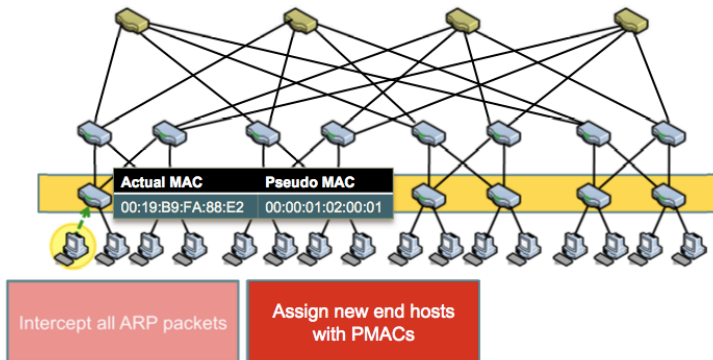 Actual MAC Pseudo MAC
00:19:B9:FA:88:E2 00:00:01:02:00:01
Intercept all ARP packets
Assign new end hosts
with PMACs